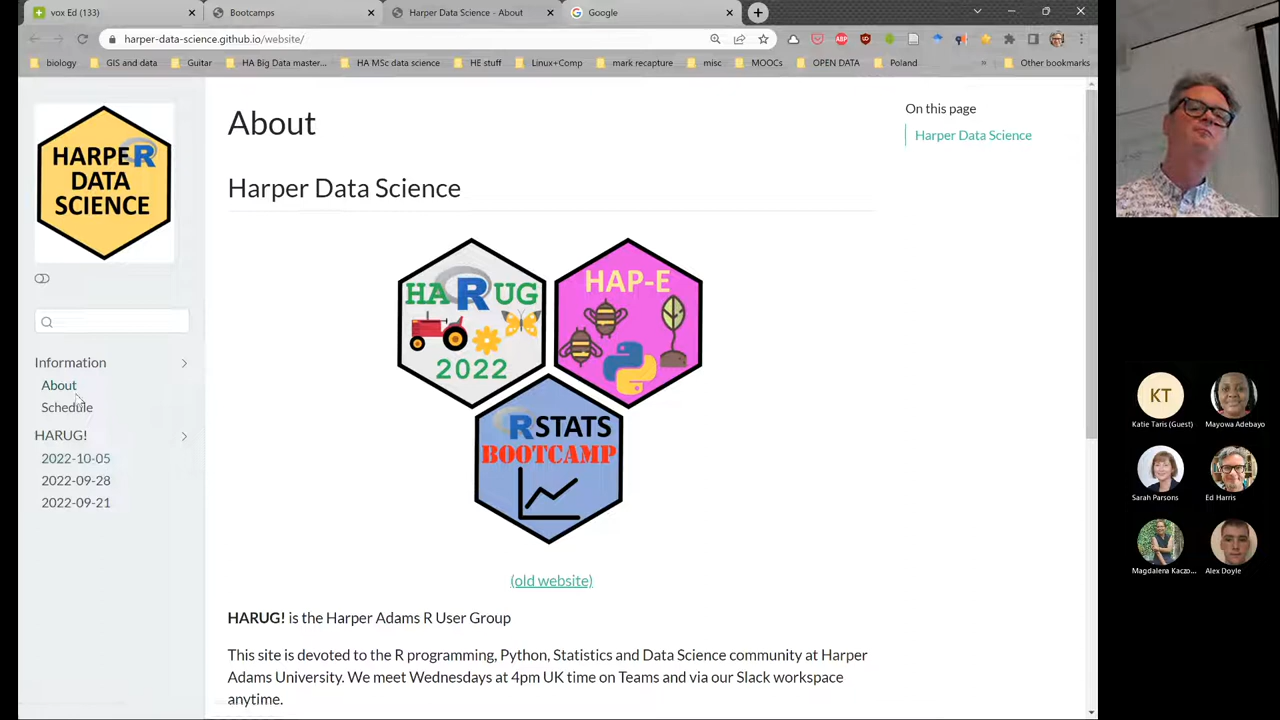 vox Ed (133)
Bootcamps
Harper Data Science - About
Google
harper-data-science.github.io/website/
biology
GIS and data
Guitar
HA Big Data master...
HA MSc data science
HE stuff
Linux+Comp
mark recapture
misc
MOOCs
OPEN DATA
Poland
»
Other bookmarks
HARPER
DATA
SCIENCE
Information
About
Schedule
HARUG!
2022-10-05
2022-09-28
2022-09-21
About
Harper Data Science
HARUG
2022
HAP-E
RSTATS
BOOTCAMP
(old website)
HARUG! is the Harper Adams R User Group
This site is devoted to the R programming, Python, Statistics and Data Science community at Harper
Adams University. We meet Wednesdays at 4pm UK time on Teams and via our Slack workspace
anytime.
On this page
Harper Data Science
KT
Katie Taris (Guest)
Mayowa Adebayo
Sarah Parsons
Ed Harris
Magdalena Kaczo...
Alex Doyle